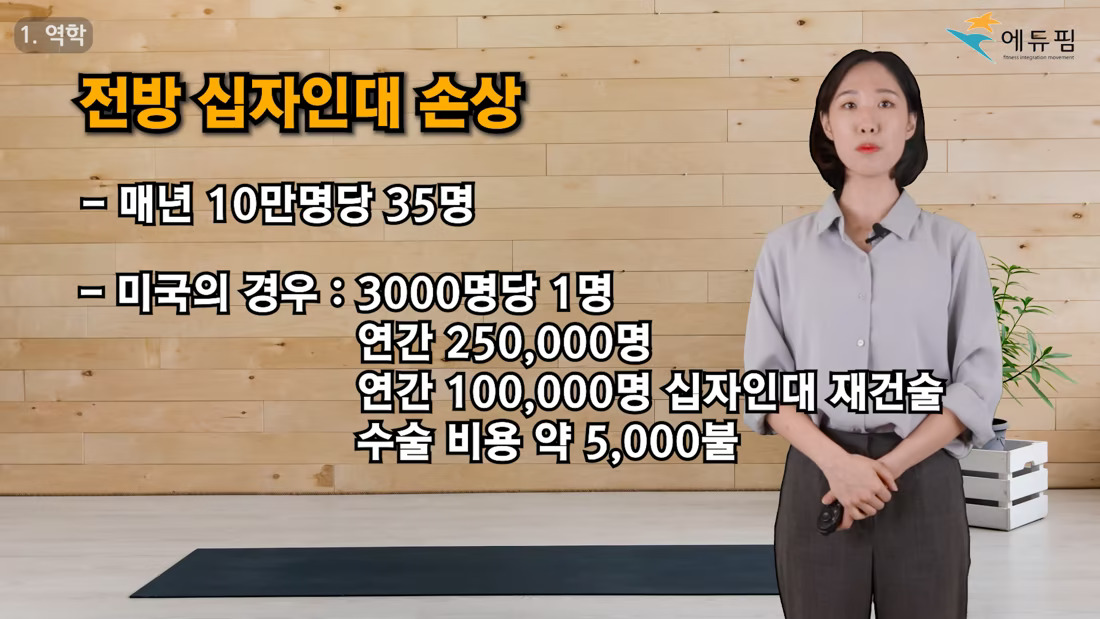 1. 역학
에듀핌
fitness integration movement
전방 십자인대 손상
- 매년 10만명당 35명
- 미국의 경우 : 3000명당 1명
연간 250,000명
연간 100,000명 십자인대 재건술
수술 비용 약 5,000불